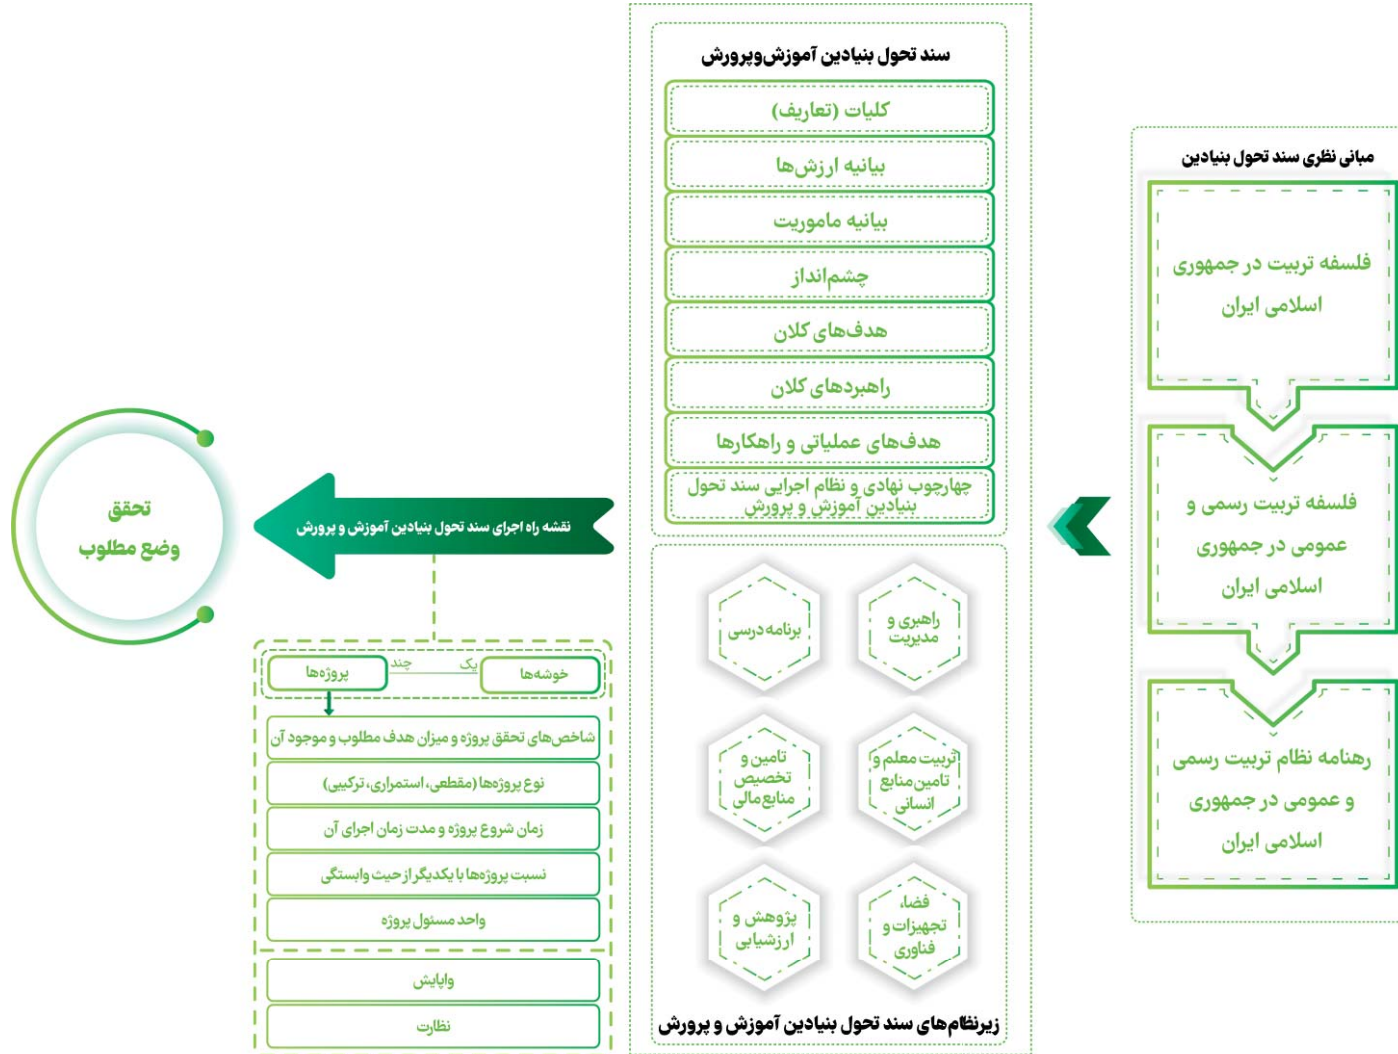 مبانی نظری سند تحول بنیادین
فلسفه تربیت در جمهوری
اسلامی ایران
فلسفه تربیت رسمی و
عمومی در جمهوری
اسلامی ایران
رهنامه نظام تربیت رسمی
و عمومی در جمهوری
اسلامی ایران
سند تحول بنیادین آموزش‌وپرورش
کلیات (تعاریف)
بیانیه ارزش‌ها
بیانیه ماموریت
چشم‌انداز
هدف‌های کلان
راهبردهای کلان
هدف‌های عملیاتی و راهکارها
چهارچوب نهادی و نظام اجرایی سند تحول
بنیادین آموزش و پرورش
راهبری و
مدیریت
برنامه درسی
تربیت معلم و
تامین منابع
انسانی
تامین و
تخصیص
منابع مالی
فضا،
تجهیزات و
فناوری
پژوهش و
ارزشیابی
زیرنظام‌های سند تحول بنیادین آموزش و پرورش
نقشه راه اجرای سند تحول بنیادین آموزش و پرورش
خوشه‌ها
یک
چند
پروژه‌ها
شاخص‌های تحقق پروژه و میزان هدف مطلوب و موجود آن
نوع پروژه‌ها (مقطعی، استمراری، ترکیبی)
زمان شروع پروژه و مدت زمان اجرای آن
نسبت پروژه‌ها با یکدیگر از حیث وابستگی
واحد مسئول پروژه
واپایش
نظارت
تحقق
وضع مطلوب